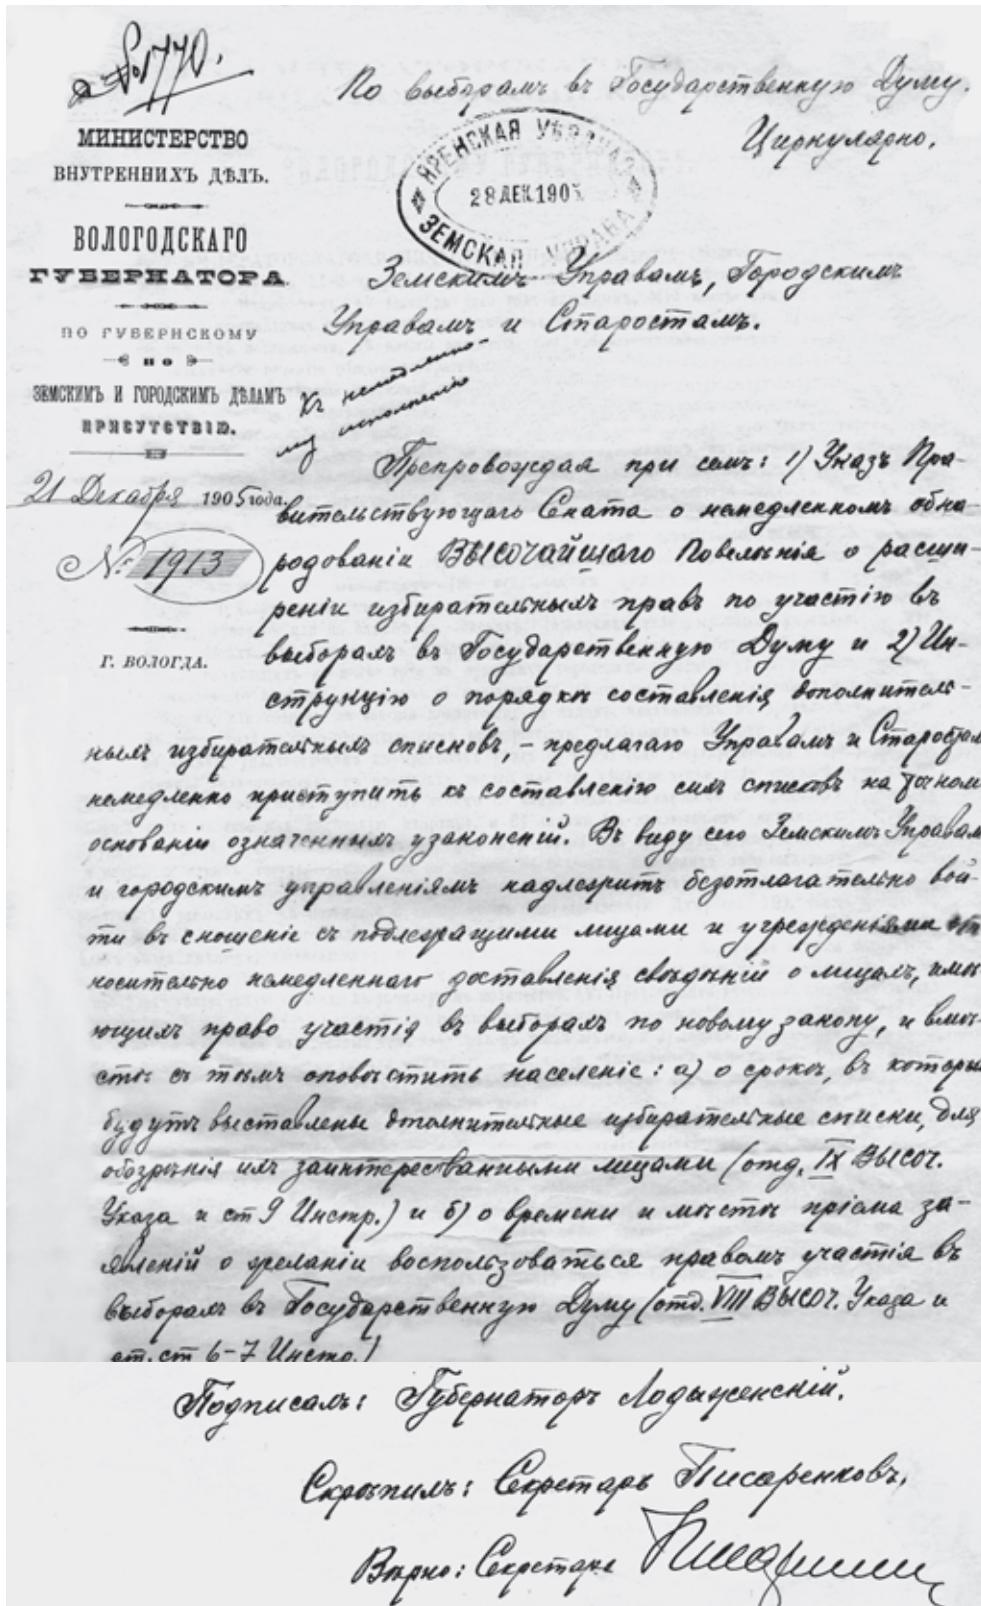 № 1770.
МИНИСТЕРСТВО
ВНУТРЕННИХЪ ДѢЛЪ.
ВОЛОГОДСКАГО
ГУБЕРНАТОРА
ПО ГУБЕРНСКОМУ
ПО
ЗЕМСКИМЪ И ГОРОДСКИМЪ ДѢЛАМЪ
ПРИСУТСТВІЮ.
21 Декабря 1905 года.
№ 1913
Г. ВОЛОГДА.
По выборамъ въ Государственную Думу.
Циркулярно.
ЯРЕНСКАЯ УѢЗДНАЯ
28 ДЕК. 1905
ЗЕМСКАЯ УПРАВА
Земскимъ Управамъ, Городскимъ
Управамъ и Старостамъ.
Къ немедленно-
му исполненію
Препровождая при семъ: 1) Указъ Пра-
вительствующаго Сената о немедленномъ обна-
родованіи ВЫСОЧАЙШАГО Повелѣнія о расши-
реніи избирательныхъ правъ по участію въ
выборахъ въ Государственную Думу и 2) Ин-
струкцію о порядкѣ составленія дополнитель-
ныхъ избирательныхъ списковъ, – предлагаю Управамъ и Старостам
немедленно приступить къ составленію сихъ списковъ на точном
основаніи означенныхъ узаконеній. Въ виду сего Земскимъ Управам
и городскимъ управленіямъ надлежитъ безотлагательно вой-
ти въ сношеніе съ подлежащими лицами и учрежденіями от
носительно немедленнаго доставленія свѣдѣній о лицахъ, имѣ
ющихъ право участія въ выборахъ по новому закону, и вмѣ-
стѣ съ тѣмъ оповѣстить населеніе: а) о срокѣ, въ которы
будутъ выставлены дополнительные избирательные списки, для
обозрѣнія ихъ заинтересованными лицами (отд. IX ВЫСОЧ.
Указа и ст 9 Инстр.) и б) о времени и мѣстѣ пріема за-
явленій о желаніи воспользоваться правомъ участія въ
выборахъ въ Государственную Думу (отд. VIII ВЫСОЧ. Указа и
ст. ст 6-7 Инстр.)
Подписалъ: Губернаторъ Лодыженскій.
Скрѣпилъ: Секретарь Писаренковъ.
Вѣрно: Секретарь